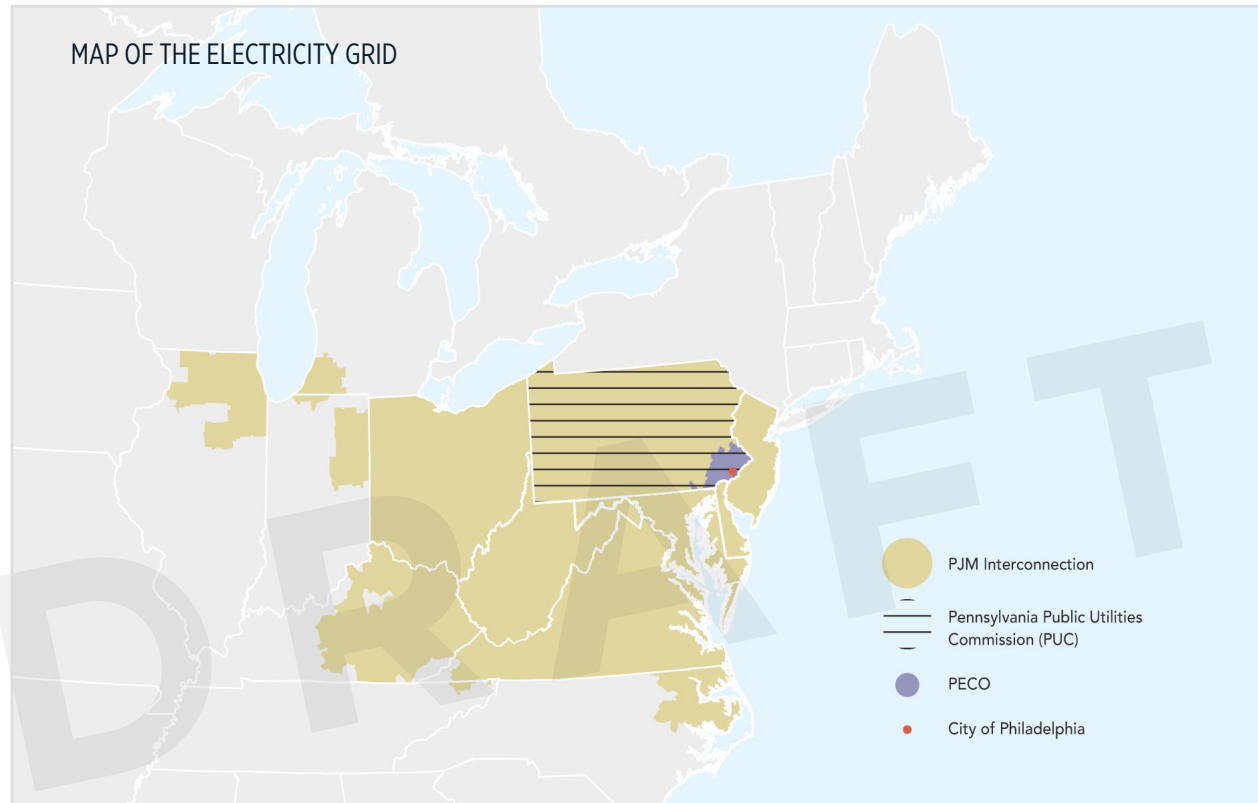 MAP OF THE ELECTRICITY GRID
PJM Interconnection
Pennsylvania Public Utilities
Commission (PUC)
PECO
City of Philadelphia
DRAFT